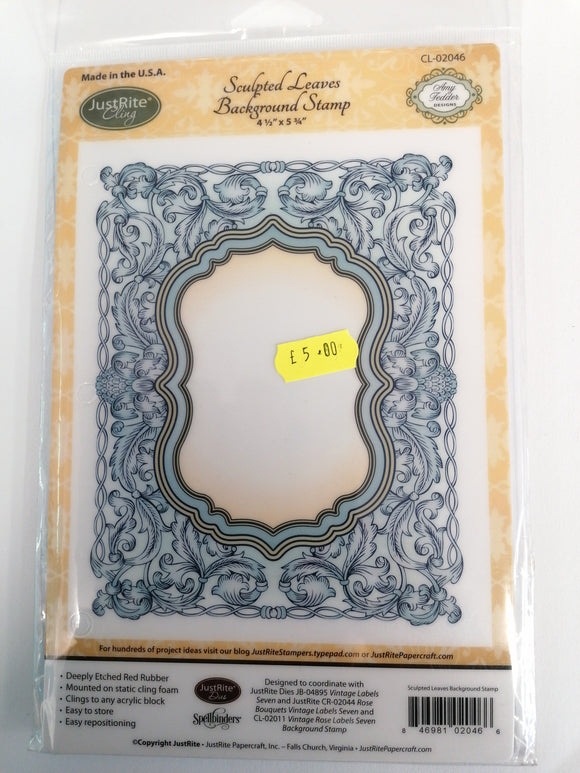 CL-02046
Made in the U.S.A.
Sculpted Leaves
Background Stamp
4 ½" x 5 ¾"
JustRite®
Cling
Amy
Tedder
DESIGNS
£5.00
For hundreds of project ideas visit our blog JustRiteStampers.typepad.com or JustRitePapercraft.com
• Deeply Etched Red Rubber
• Mounted on static cling foam
• Clings to any acrylic block
• Easy to store
• Easy repositioning
JustRite
Dies
Spellbinders
Designed to coordinate with
JustRite Dies JB-04895 Vintage Labels
Seven and JustRite CR-02044 Rose
Bouquets Vintage Labels Seven and
CL-02011 Vintage Rose Labels Seven
Background Stamp
Sculpted Leaves Background Stamp
8 46981 02046 6
©Copyright JustRite • JustRite Papercraft, Inc. – Falls Church, Virginia • JustRitePapercraft.com